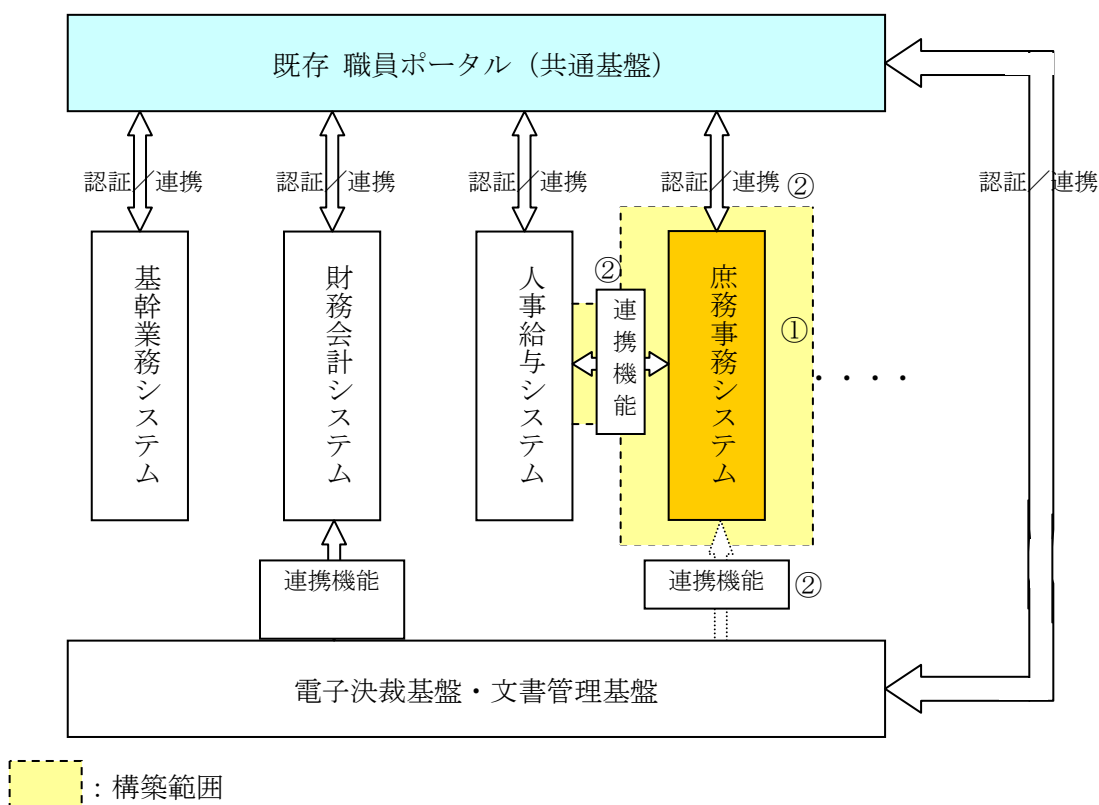 既存 職員ポータル（共通基盤）
認証／連携
認証／連携
認証／連携
認証／連携
②
認証／連携
基幹業務システム
財務会計システム
人事給与システム
②
連携機能
庶務事務システム
①
・・・・
連携機能
連携機能
②
電子決裁基盤・文書管理基盤
：構築範囲